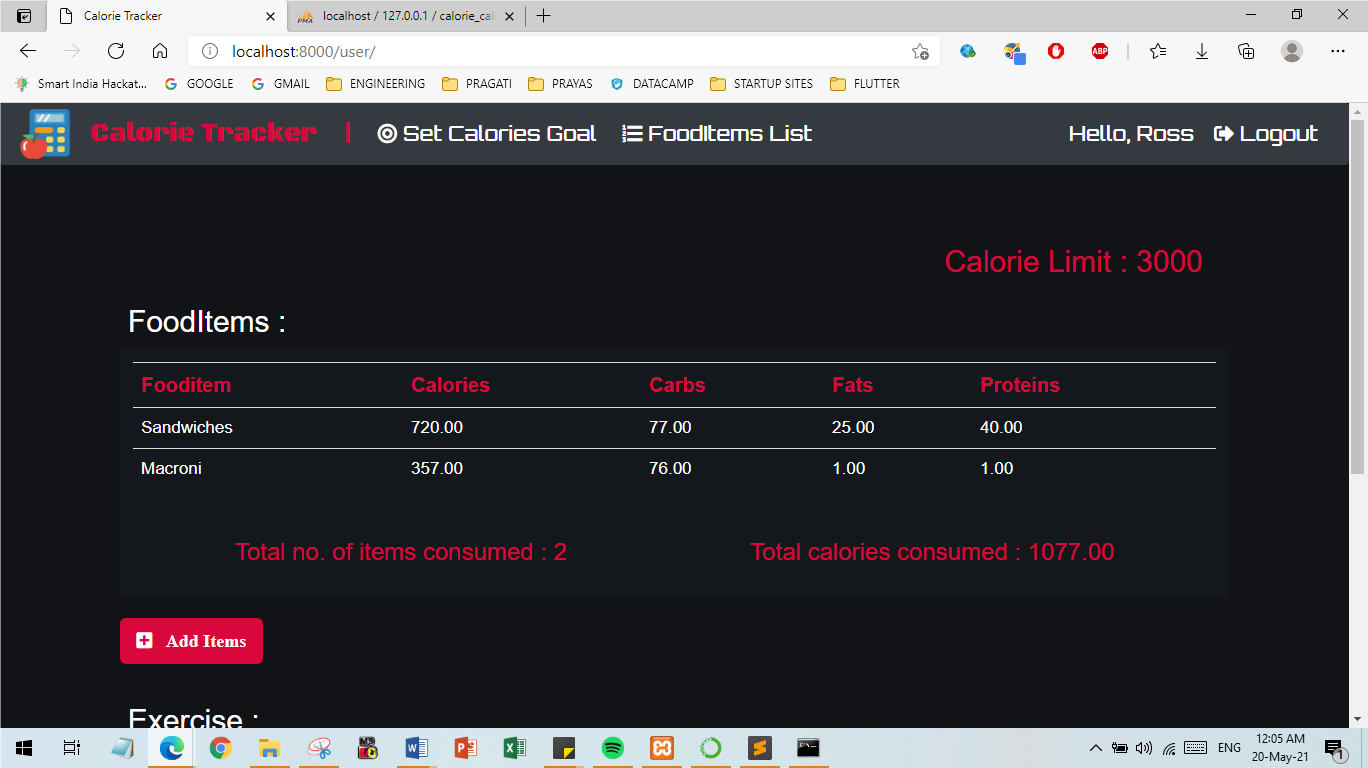 Calorie Tracker
localhost / 127.0.0.1 / calorie_cal
localhost:8000/user/
ABP
Smart India Hackat... GOOGLE GMAIL ENGINEERING PRAGATI PRAYAS DATACAMP STARTUP SITES FLUTTER
Calorie Tracker | Set Calories Goal FoodItems List Hello, Ross Logout
Calorie Limit : 3000
FoodItems :
Fooditem Calories Carbs Fats Proteins
Sandwiches 720.00 77.00 25.00 40.00
Macroni 357.00 76.00 1.00 1.00
Total no. of items consumed : 2 Total calories consumed : 1077.00
Add Items
Exercise :
ENG 12:05 AM
20-May-21 1